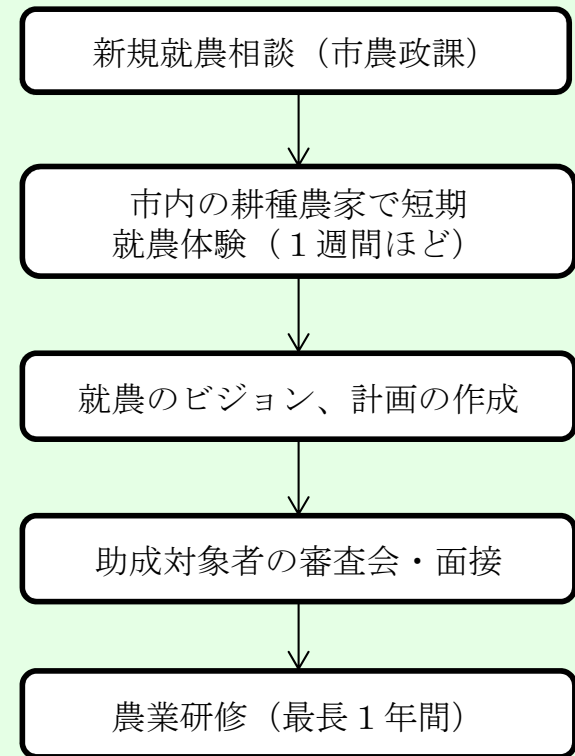 新規就農相談（市農政課）
市内の耕種農家で短期
就農体験（１週間ほど）
就農のビジョン、計画の作成
助成対象者の審査会・面接
農業研修（最長１年間）